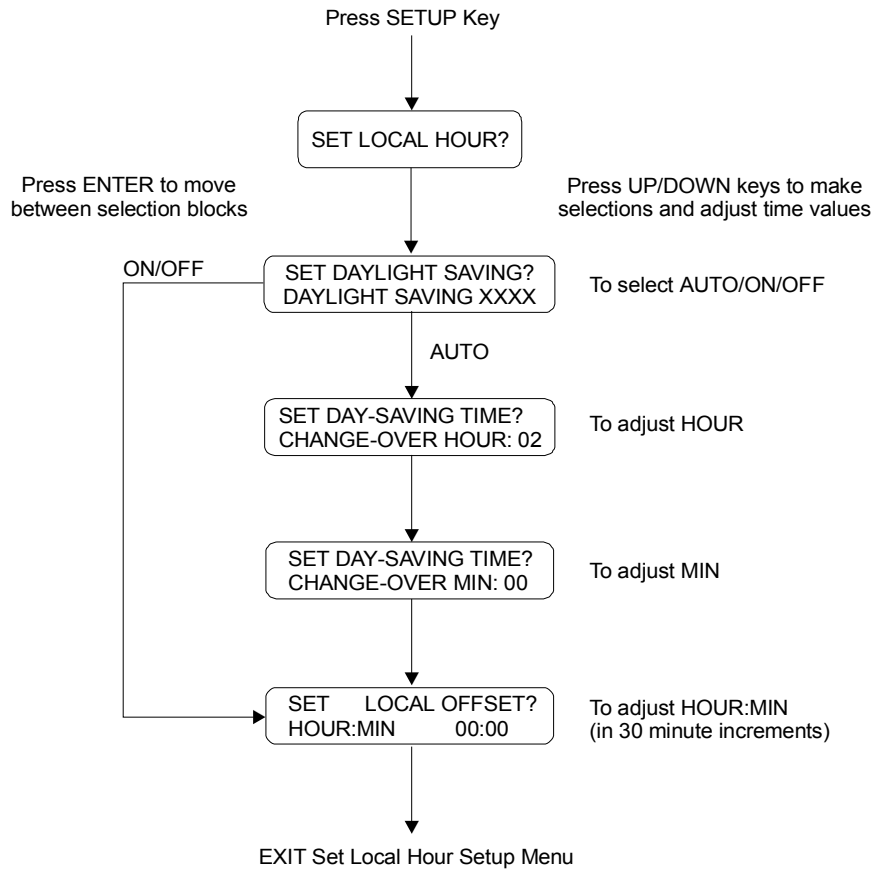 Press SETUP Key
SET LOCAL HOUR?
Press ENTER to move
between selection blocks
Press UP/DOWN keys to make
selections and adjust time values
ON/OFF
SET DAYLIGHT SAVING?
DAYLIGHT SAVING XXXX
To select AUTO/ON/OFF
AUTO
SET DAY-SAVING TIME?
CHANGE-OVER HOUR: 02
To adjust HOUR
SET DAY-SAVING TIME?
CHANGE-OVER MIN: 00
To adjust MIN
SET LOCAL OFFSET?
HOUR:MIN 00:00
To adjust HOUR:MIN
(in 30 minute increments)
EXIT Set Local Hour Setup Menu